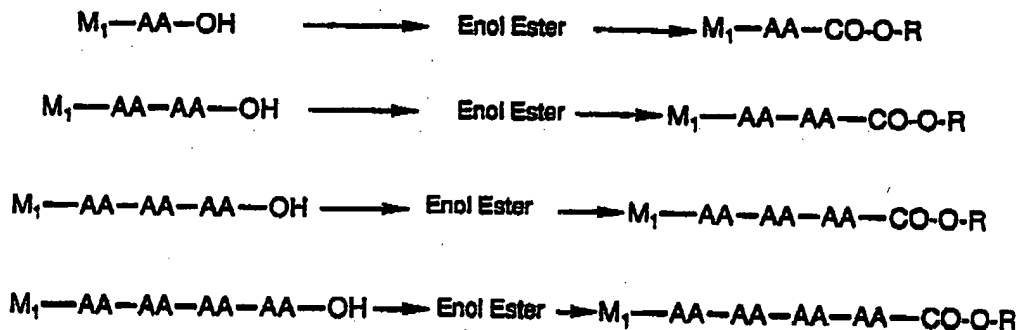 M₁—AA—OH → Enol Ester → M₁—AA—CO-O-R
M₁—AA—AA—OH → Enol Ester → M₁—AA—AA—CO-O-R
M₁—AA—AA—AA—OH → Enol Ester → M₁—AA—AA—AA—CO-O-R
M₁—AA—AA—AA—AA—OH → Enol Ester → M₁—AA—AA—AA—AA—CO-O-R